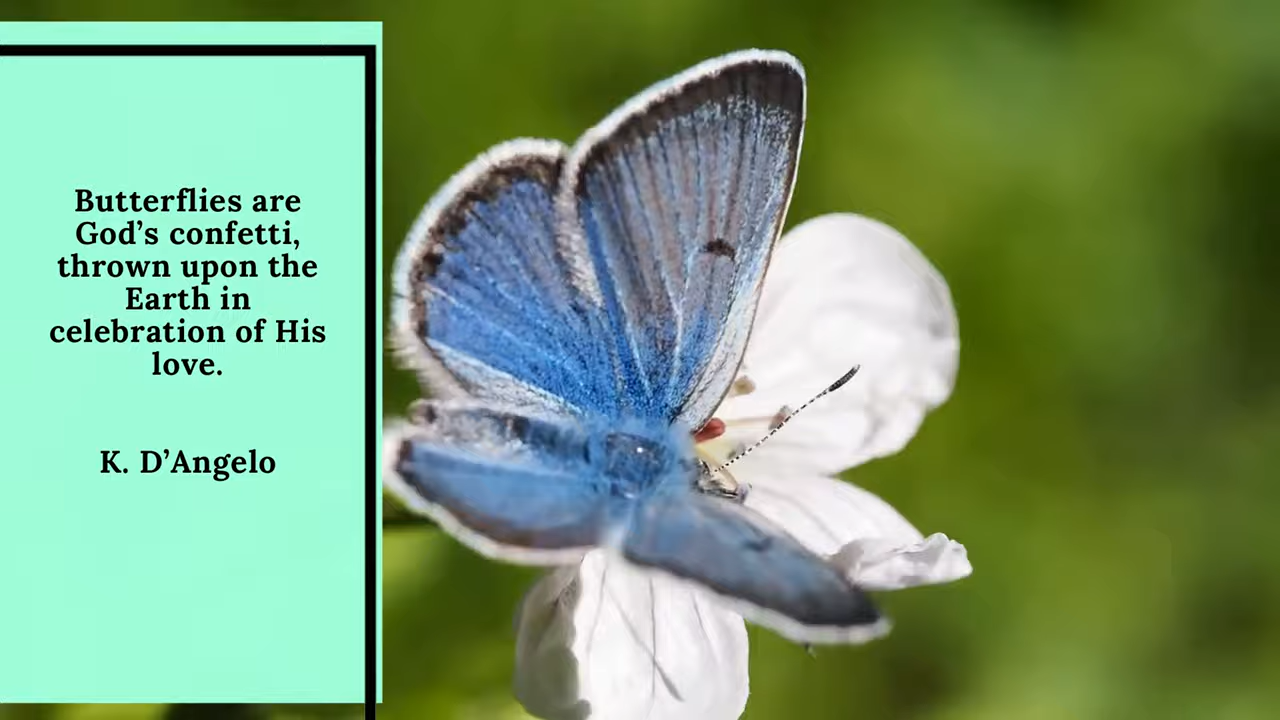 Butterflies are
God’s confetti,
thrown upon the
Earth in
celebration of His
love.
K. D’Angelo